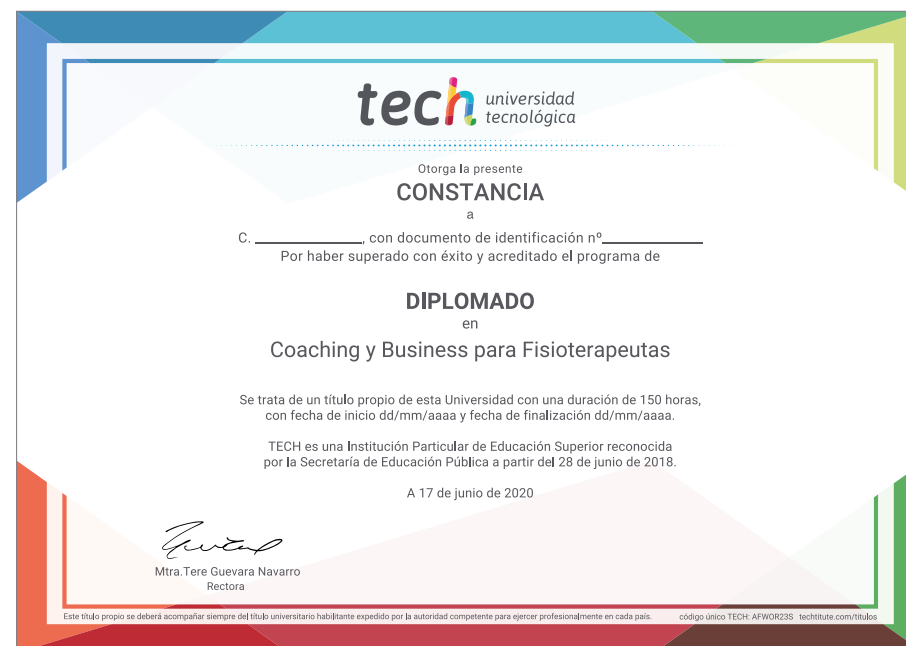 tech universidad
tecnológica
Otorga la presente
CONSTANCIA
a
C. ____________, con documento de identificación nº____________
Por haber superado con éxito y acreditado el programa de
DIPLOMADO
en
Coaching y Business para Fisioterapeutas
Se trata de un título propio de esta Universidad con una duración de 150 horas,
con fecha de inicio dd/mm/aaaa y fecha de finalización dd/mm/aaaa.
TECH es una Institución Particular de Educación Superior reconocida
por la Secretaría de Educación Pública a partir del 28 de junio de 2018.
A 17 de junio de 2020
Mtra.Tere Guevara Navarro
Rectora
Este título propio se deberá acompañar siempre del título universitario habilitante expedido por la autoridad competente para ejercer profesionalmente en cada país. código único TECH: AFWOR23S techtitute.com/titulos